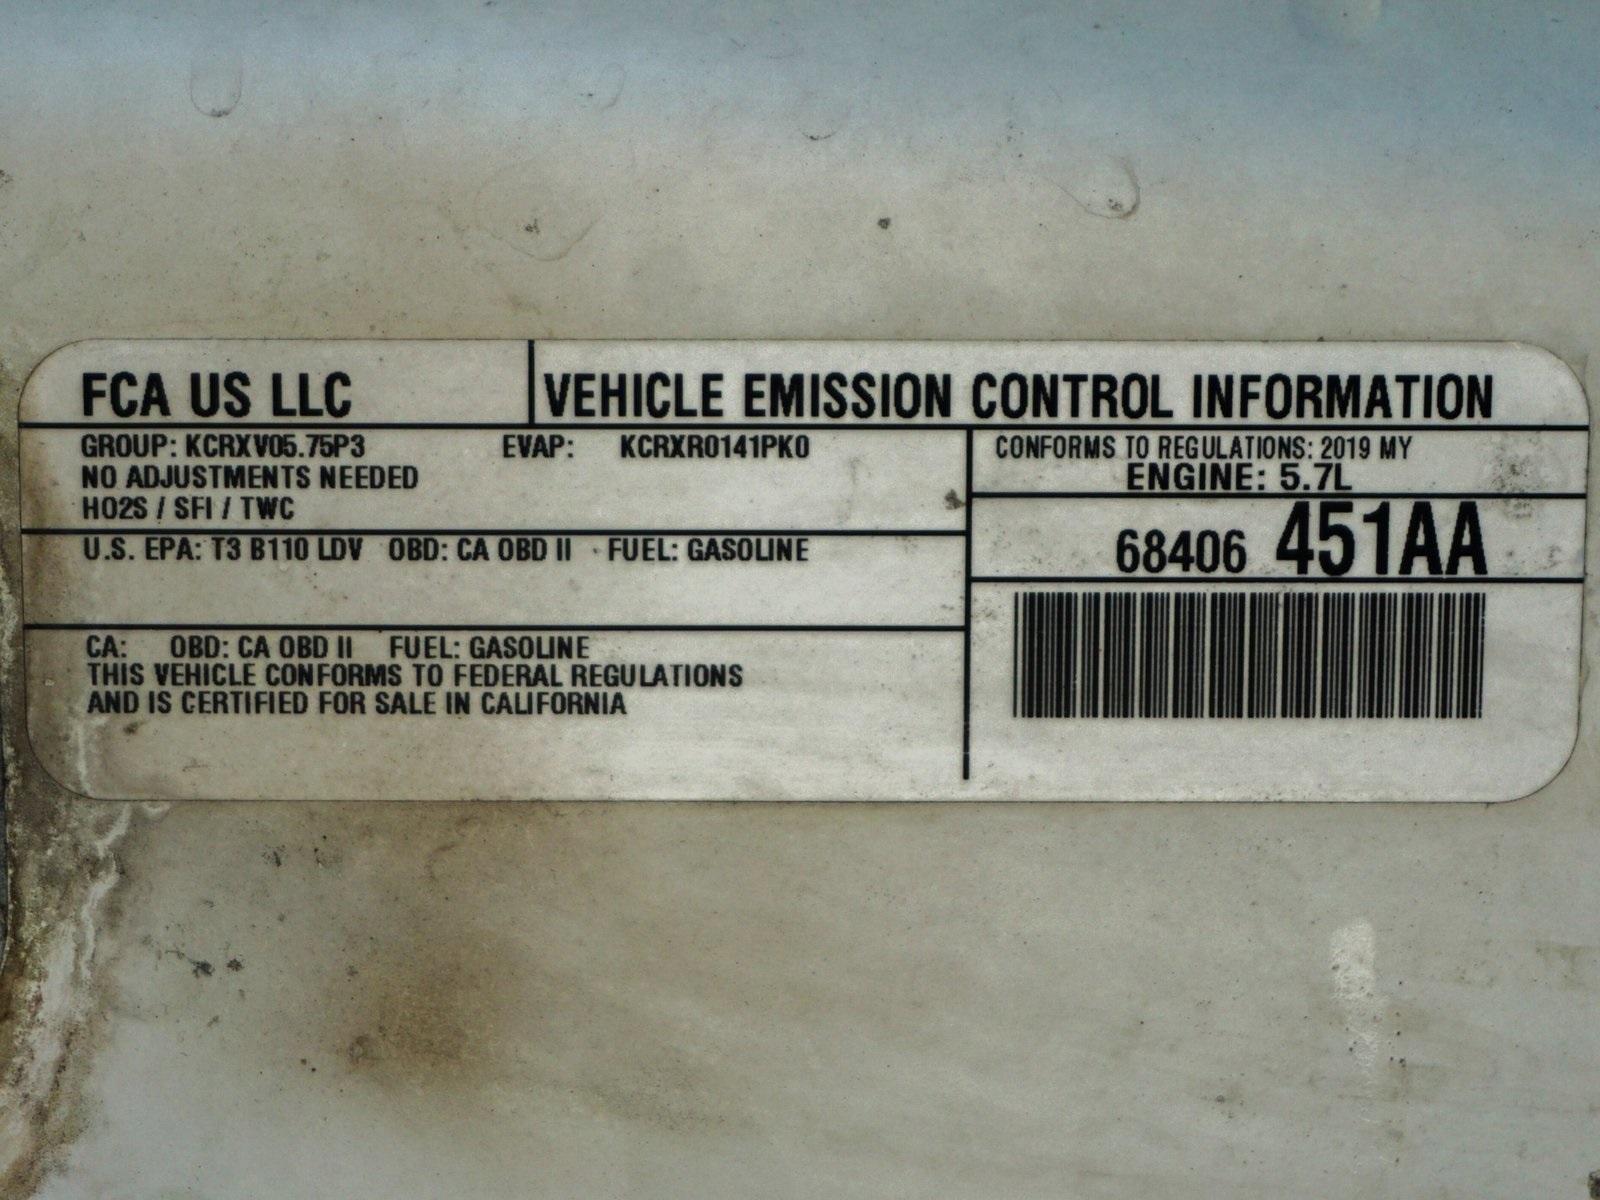 FCA US LLC VEHICLE EMISSION CONTROL INFORMATION
GROUP: KCRXV05.75P3 EVAP: KCRXR0141PK0
NO ADJUSTMENTS NEEDED
HO2S / SFI / TWC
U.S. EPA: T3 B110 LDV OBD: CA OBD II FUEL: GASOLINE
CA: OBD: CA OBD II FUEL: GASOLINE
THIS VEHICLE CONFORMS TO FEDERAL REGULATIONS
AND IS CERTIFIED FOR SALE IN CALIFORNIA
CONFORMS TO REGULATIONS: 2019 MY
ENGINE: 5.7L
68406 451AA